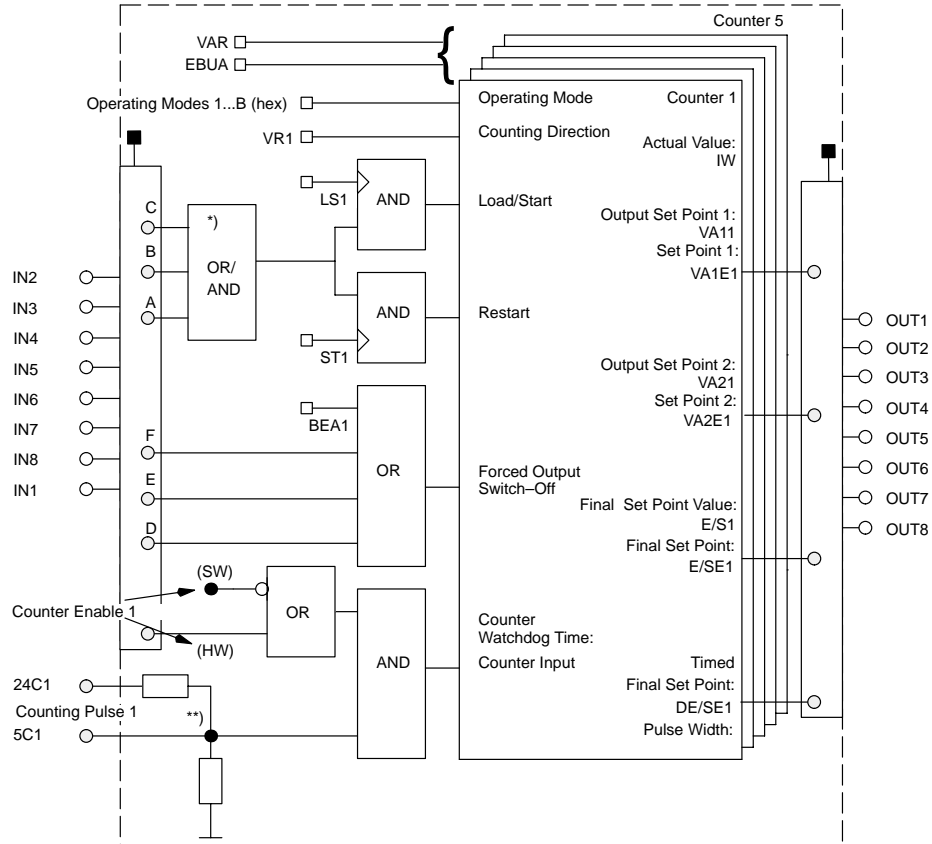 Counter 5
VAR
EBUA
Operating Modes 1...B (hex)
Operating Mode
Counter 1
VR1
Counting Direction
Actual Value:
IW
LS1
AND
Load/Start
C
*)
B
OR/
AND
A
Output Set Point 1:
VA11
Set Point 1:
VA1E1
IN2
IN3
IN4
IN5
IN6
IN7
IN8
IN1
AND
Restart
ST1
OUT1
OUT2
OUT3
OUT4
OUT5
OUT6
OUT7
OUT8
Output Set Point 2:
VA21
Set Point 2:
VA2E1
BEA1
F
OR
E
D
Forced Output
Switch–Off
Final Set Point Value:
E/S1
Final Set Point:
E/SE1
(SW)
Counter Enable 1
OR
(HW)
Counter
Watchdog Time:
AND
Counter Input
Timed
Final Set Point:
DE/SE1
Pulse Width:
24C1
Counting Pulse 1
**)
5C1